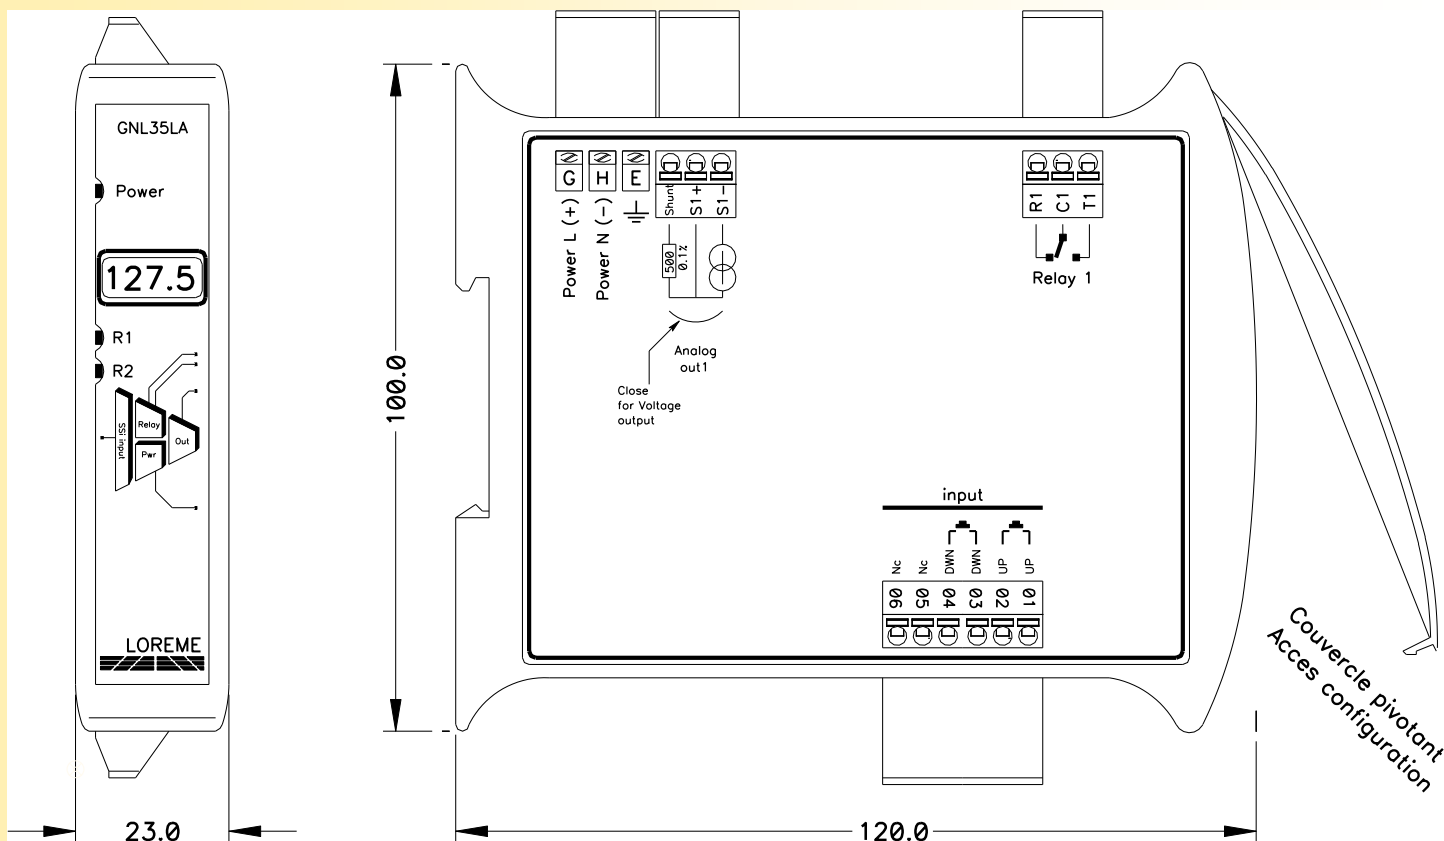 GNL35LA
Power
127.5
R1
R2
SSi input
Relay
Pwr
Out
LOREME
23.0
100.0
120.0
G H E
Power L (+)
Power N (-)
Shunt S1+ S1-
500
0.1%
Analog
out1
Close
for Voltage
output
R1 C1 T1
Relay 1
input
Nc Nc DWN DWN UP UP
06 05 04 03 02 01
Couvercle pivotant
Acces configuration